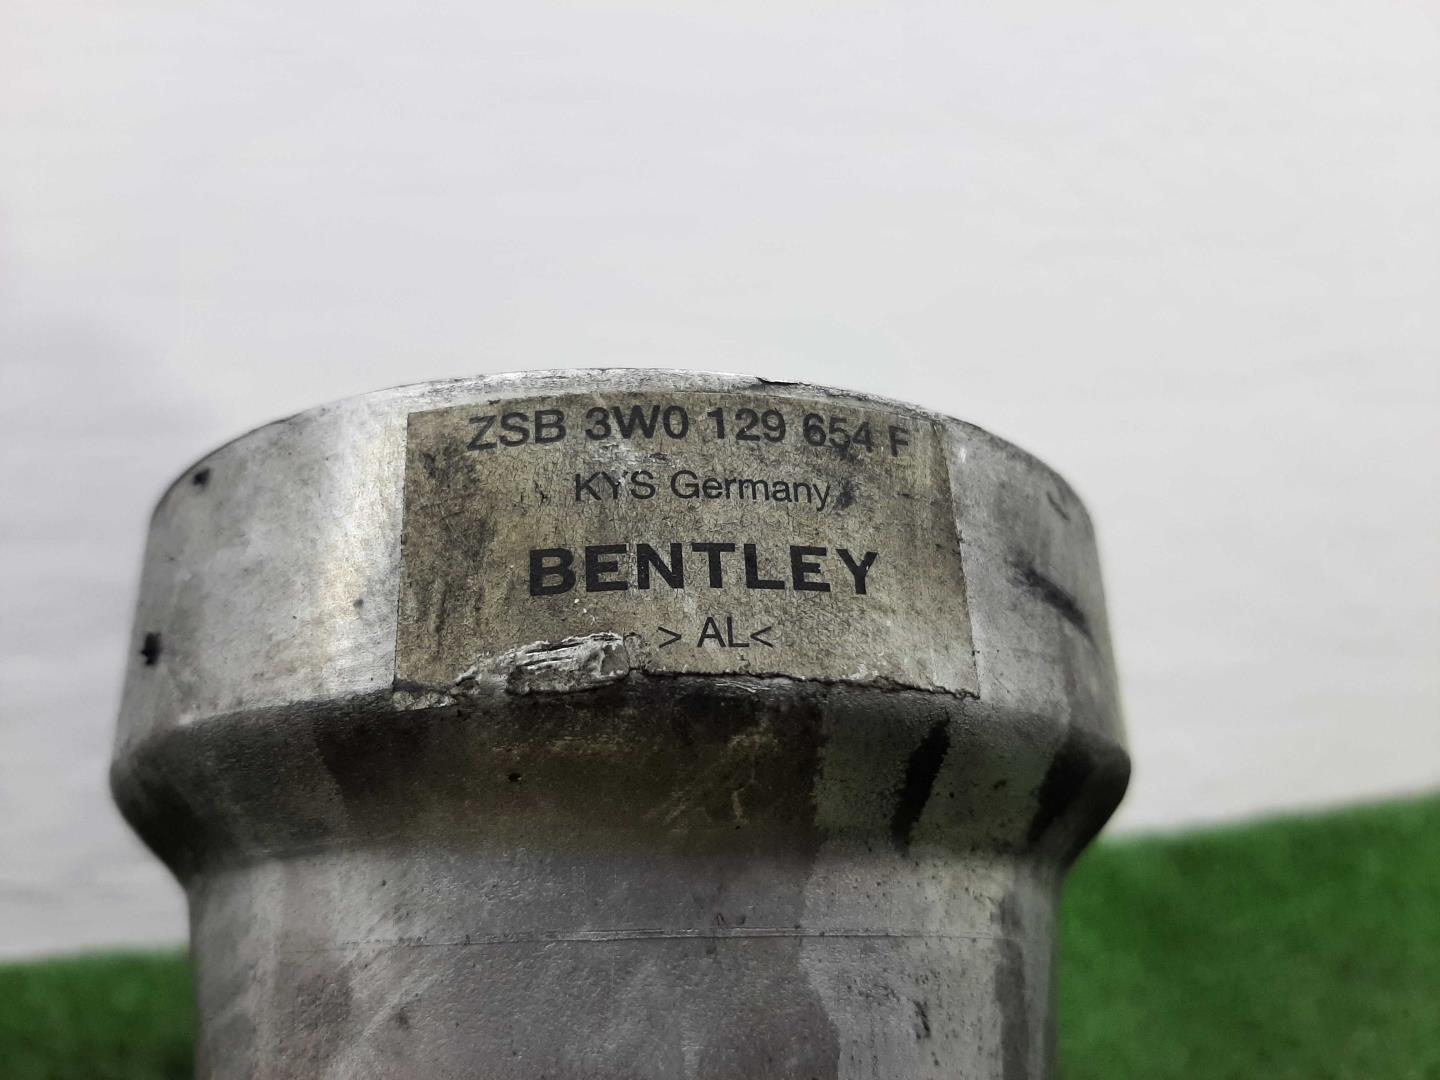 ZSB 3W0 129 654 F
KYS Germany
BENTLEY
> AL <